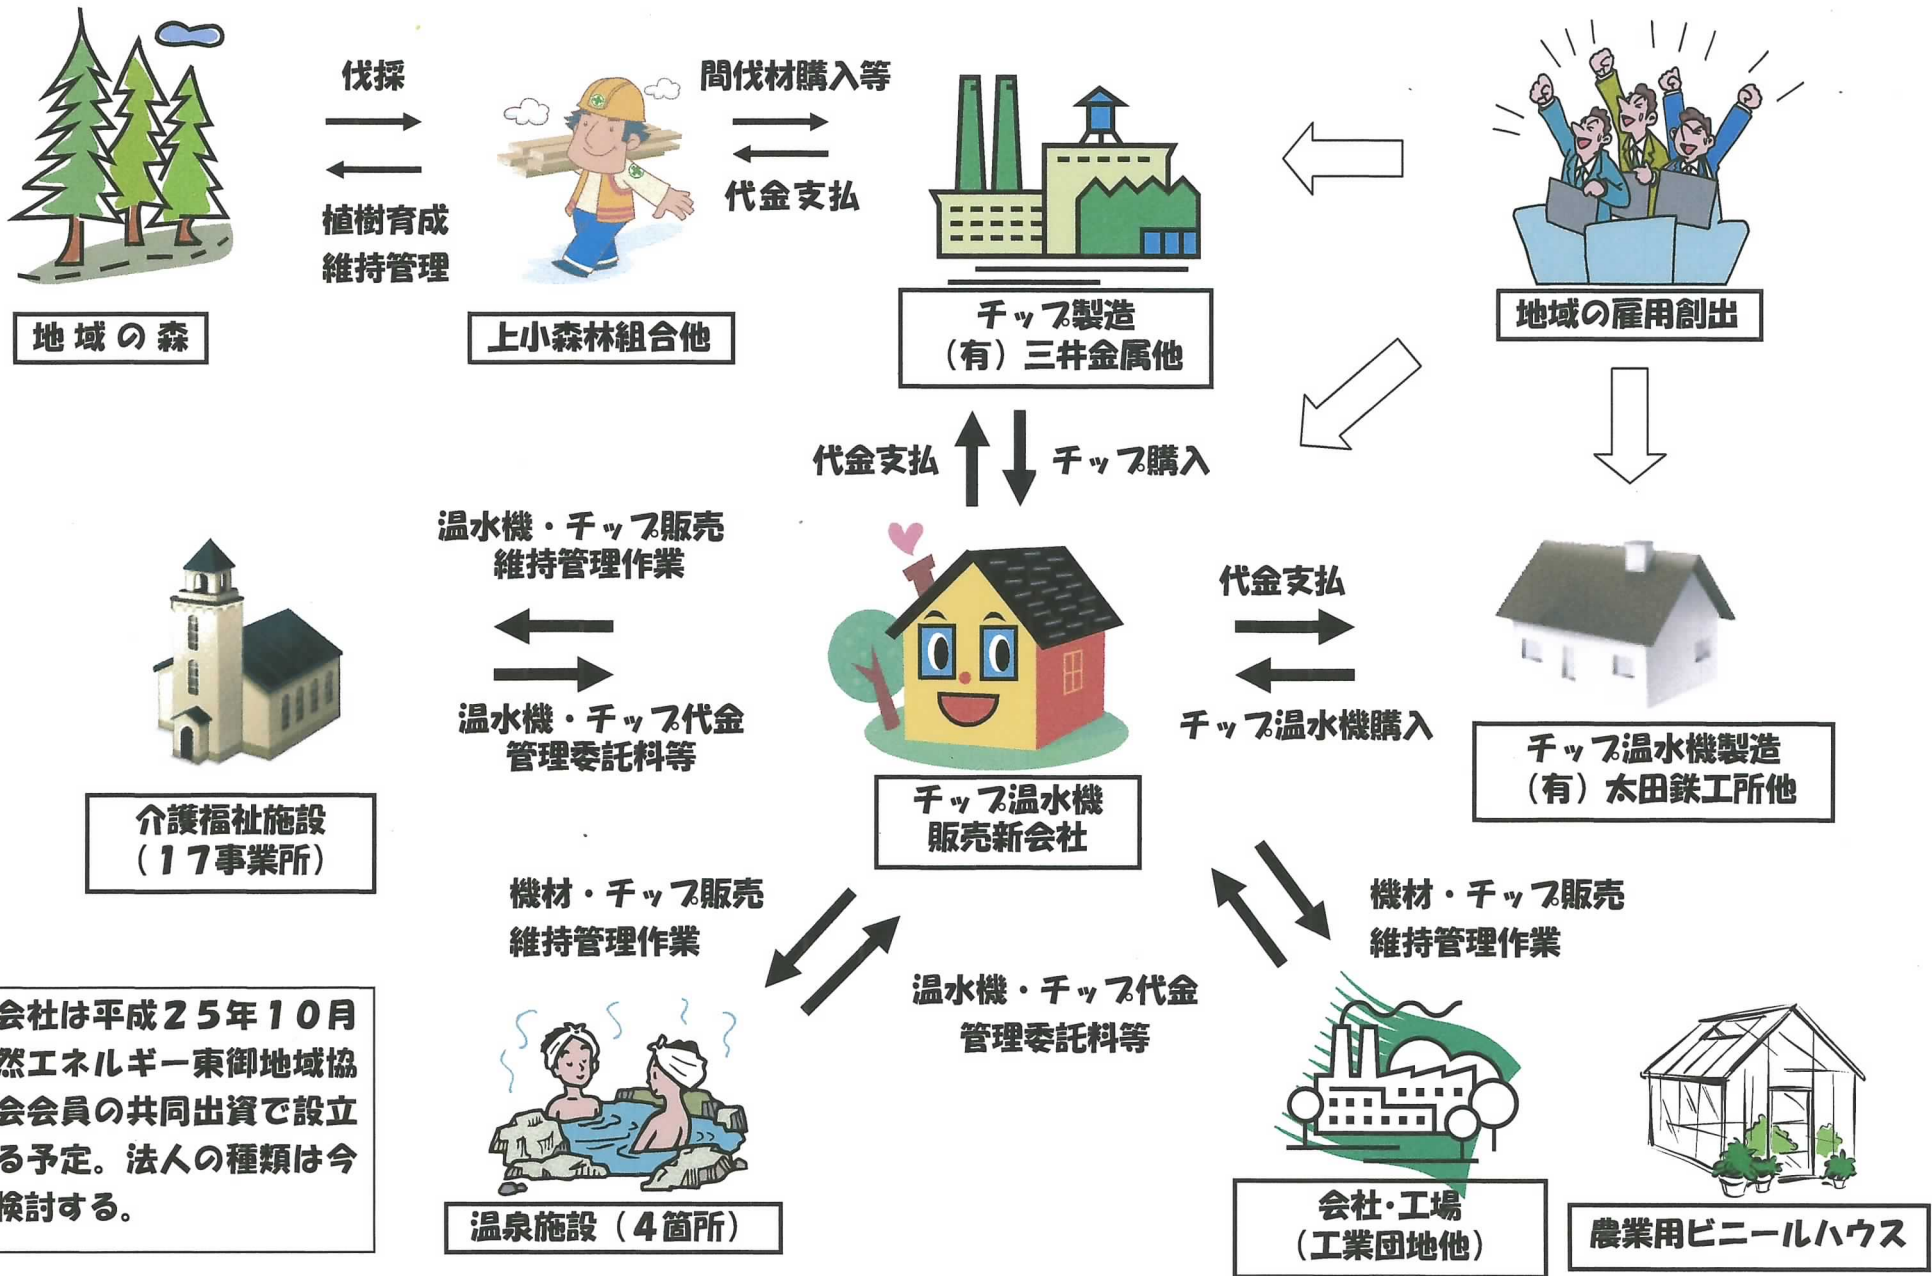 伐採
間伐材購入等
代金支払
植樹育成
維持管理
地域の森
上小森林組合他
チップ製造
（有）三井金属他
地域の雇用創出
代金支払
チップ購入
温水機・チップ販売
維持管理作業
代金支払
温水機・チップ代金
管理委託料等
チップ温水機購入
介護福祉施設
（１７事業所）
チップ温水機
販売新会社
チップ温水機製造
（有）太田鉄工所他
機材・チップ販売
維持管理作業
機材・チップ販売
維持管理作業
温水機・チップ代金
管理委託料等
会社は平成２５年１０月
然エネルギー東御地域協
会会員の共同出資で設立
る予定。法人の種類は今
検討する。
温泉施設（４箇所）
会社・工場
（工業団地他）
農業用ビニールハウス